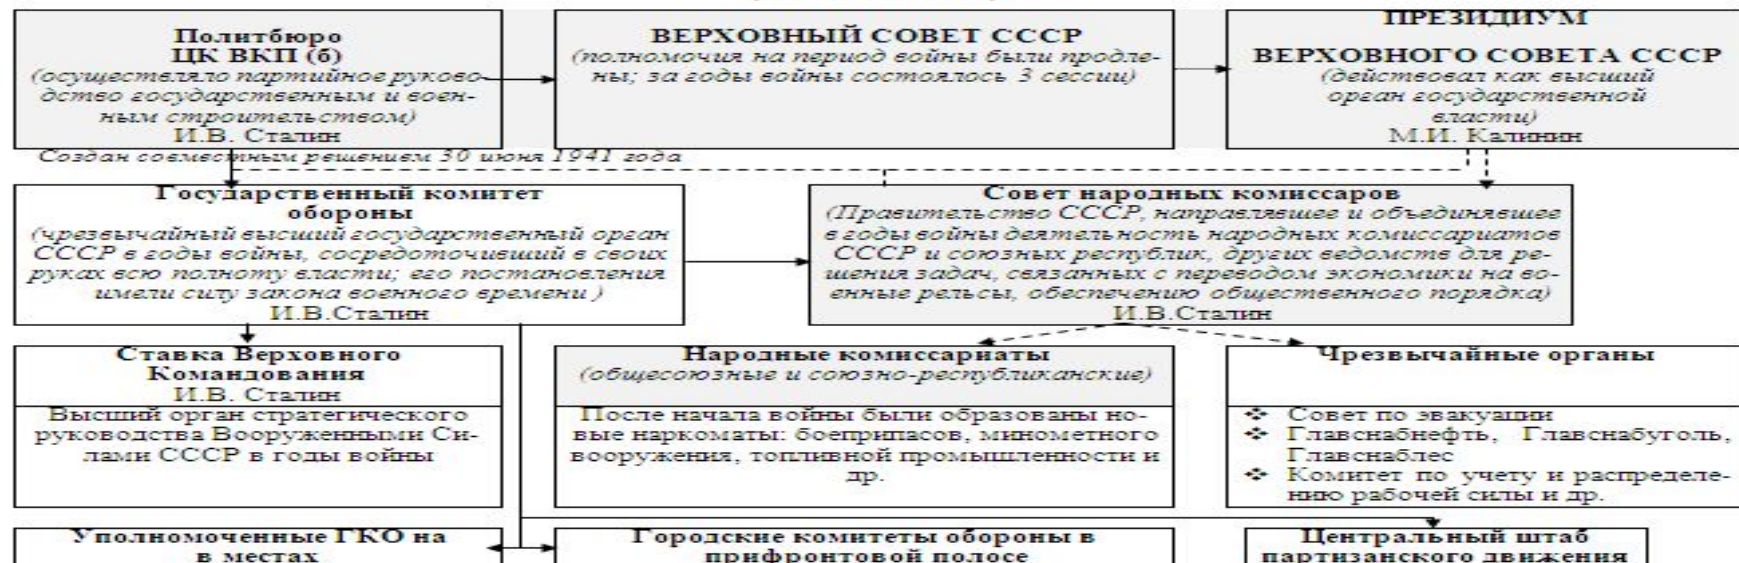 Политбюро
ЦК ВКП (б)
(осуществляло партийное руково-
дство государственным и воен-
ным строительством)
И.В. Сталин
ВЕРХОВНЫЙ СОВЕТ СССР
(полномочия на период войны были продле-
ны; за годы войны состоялось 3 сессии)
ПРЕЗИДИУМ
ВЕРХОВНОГО СОВЕТА СССР
(действовал как высший
орган государственной
власти)
М.И. Калинин
Создан совместным решением 30 июня 1941 года
Государственный комитет
обороны
(чрезвычайный высший государственный орган
СССР в годы войны, сосредоточивший в своих
руках всю полноту власти; его постановления
имели силу закона военного времени )
И.В.Сталин
Совет народных комиссаров
(Правительство СССР, направлявшее и объединявшее
в годы войны деятельность народных комиссариатов
СССР и союзных республик, других ведомств для ре-
шения задач, связанных с переводом экономики на во-
енные рельсы, обеспечению общественного порядка)
И.В.Сталин
Ставка Верховного
Командования
И.В. Сталин
Высший орган стратегического
руководства Вооруженными Си-
лами СССР в годы войны
Народные комиссариаты
(общесоюзные и союзно-республиканские)
После начала войны были образованы но-
вые наркоматы: боеприпасов, минометного
вооружения, топливной промышленности и
др.
Чрезвычайные органы
❖ Совет по эвакуации
❖ Главснабнефть, Главснабуголь,
Главснаблес
❖ Комитет по учету и распределе-
нию рабочей силы и др.
Уполномоченные ГКО на
в местах
Городские комитеты обороны в
прифронтовой полосе
Центральный штаб
партизанского движения